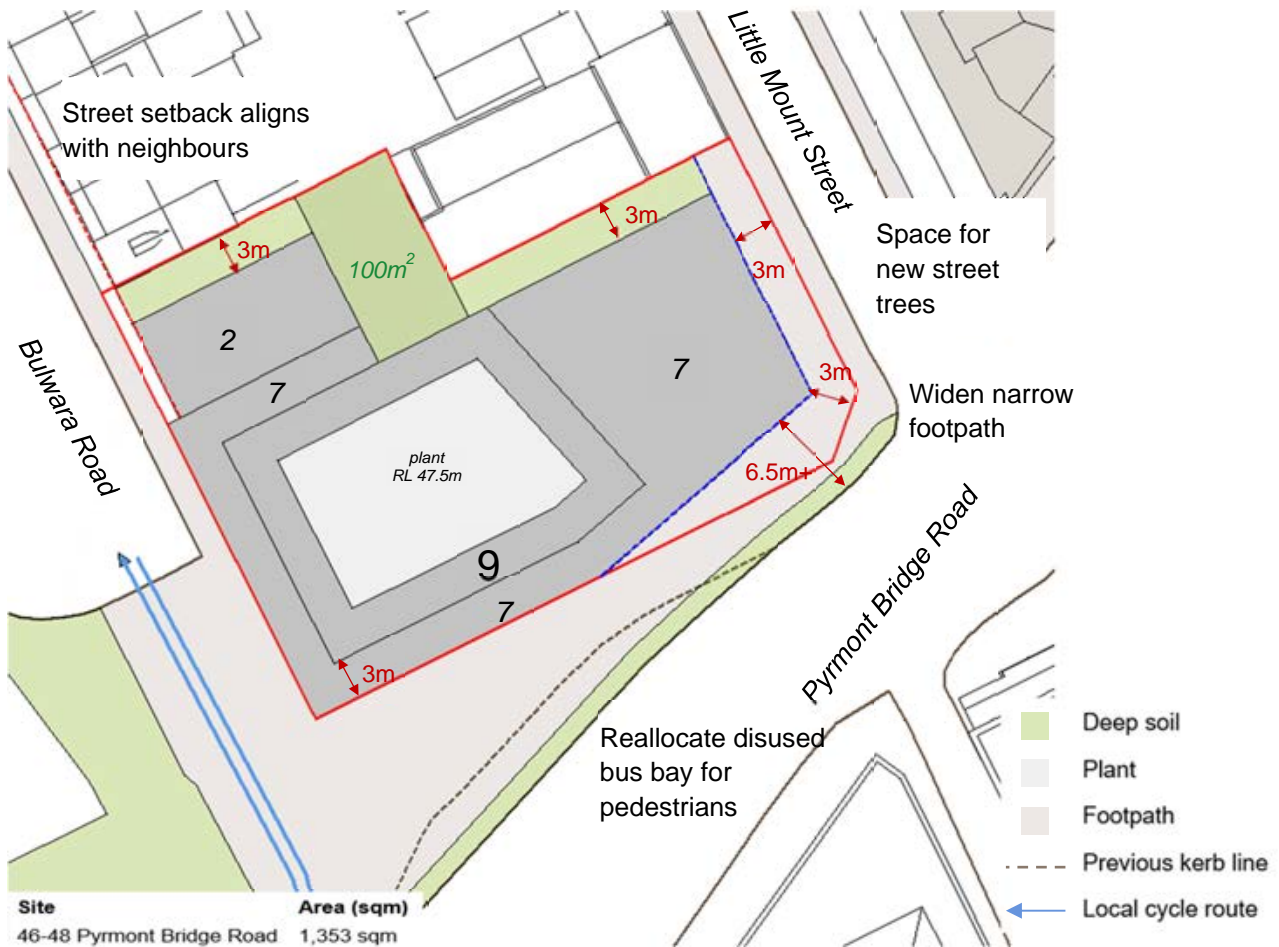 Little Mount Street
Street setback aligns
with neighbours
3m
3m
100m²
Space for
new street
trees
3m
2
7
7
Bulwara Road
3m
Widen narrow
footpath
plant
RL 47.5m
6.5m+
9
7
Pyrmont Bridge Road
3m
Reallocate disused
bus bay for
pedestrians
Deep soil
Plant
Footpath
Previous kerb line
Local cycle route
Site Area (sqm)
46-48 Pyrmont Bridge Road 1,353 sqm